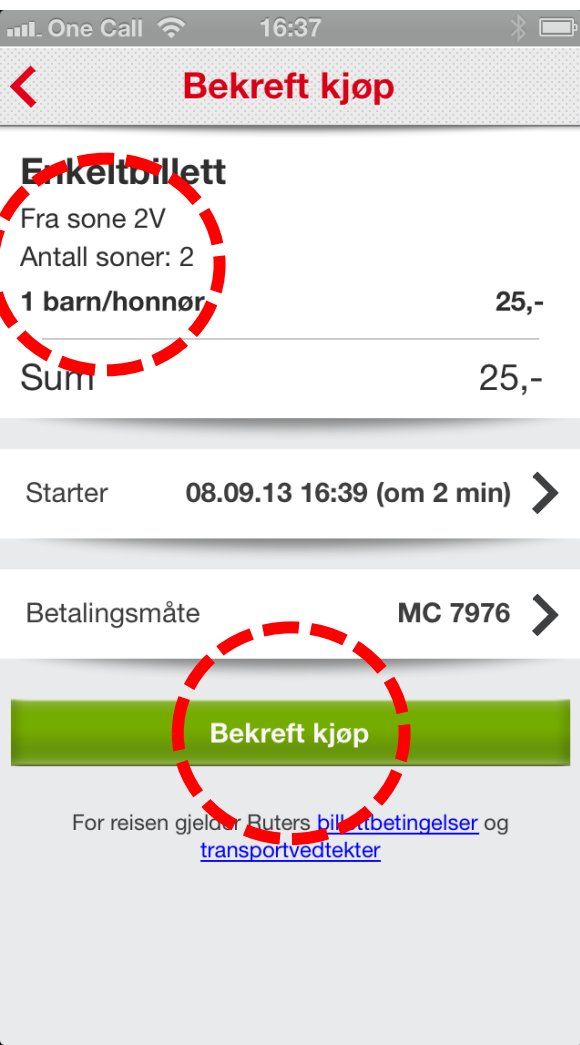 One Call 16:37
Bekreft kjøp
Enkeltbillett
Fra sone 2V
Antall soner: 2
1 barn/honnør 25,-
Sum 25,-
Starter 08.09.13 16:39 (om 2 min)
Betalingsmåte MC 7976
Bekreft kjøp
For reisen gjelder Ruters billettbetingelser og
transportvedtekter